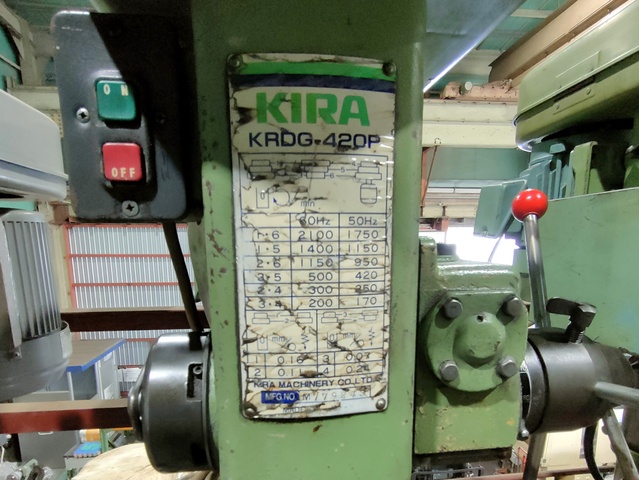 ON
OFF
KIRA
KRDG-420P
60Hz 50Hz
1·6 2100 1750
1·5 1400 1150
2·6 1150 950
3·5 500 420
2·4 300 250
3·4 200 170
KIRA MACHINERY CO.,LTD.
MFG NO.